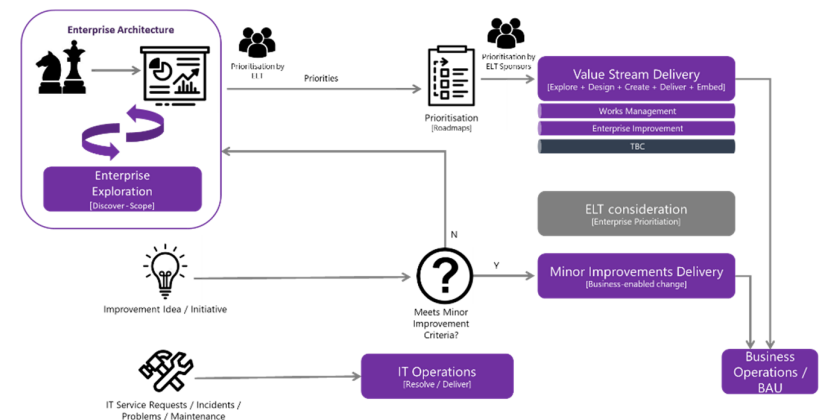 Enterprise Architecture
Prioritisation by
ELT
Priorities
Prioritisation
[Roadmaps]
Prioritisation by
ELT Sponsors
Value Stream Delivery
[Explore + Design + Create + Deliver + Embed]
Works Management
Enterprise Improvement
TBC
Enterprise
Exploration
[Discover - Scope]
ELT consideration
[Enterprise Prioritiation]
N
Improvement Idea / Initiative
?
Meets Minor
Improvement
Criteria?
Y
Minor Improvements Delivery
[Business-enabled change]
IT Service Requests / Incidents /
Problems / Maintenance
IT Operations
[Resolve / Deliver]
Business
Operations /
BAU